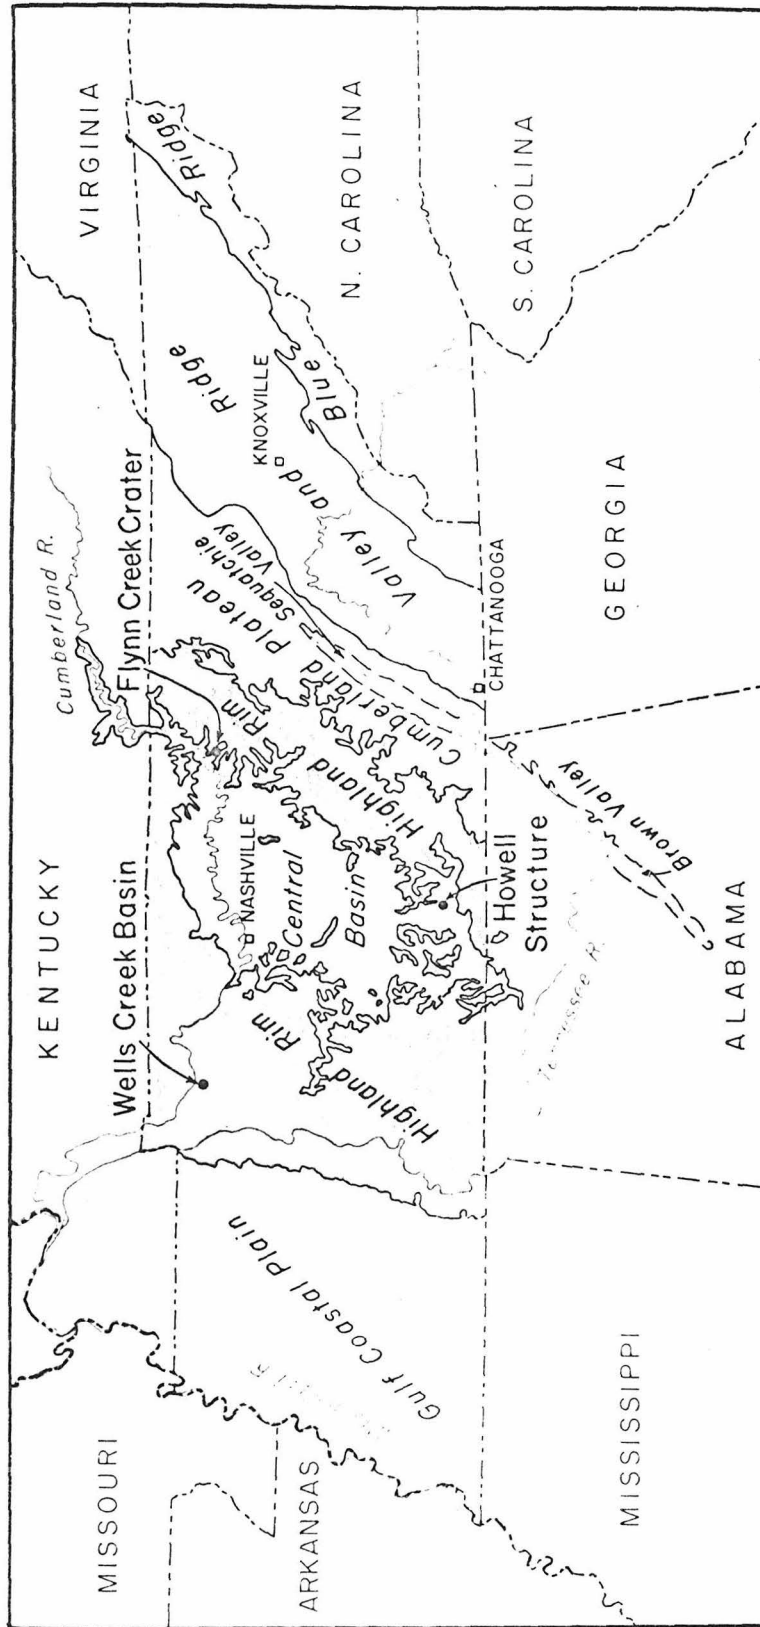 MISSOURI
KENTUCKY
VIRGINIA
Wells Creek Basin
Cumberland R.
Flynn Creek Crater
Ridge
Ridge
N. CAROLINA
Blue
KNOXVILLE
Valley and
Sequatchie
Valley
Cumberland Plateau
Rim
Highland
NASHVILLE
Central
Basin
Rim
Highland
Gulf Coastal Plain
ARKANSAS
Howell
Structure
CHATTANOOGA
S. CAROLINA
GEORGIA
Brown Valley
Tennessee R.
ALABAMA
MISSISSIPPI